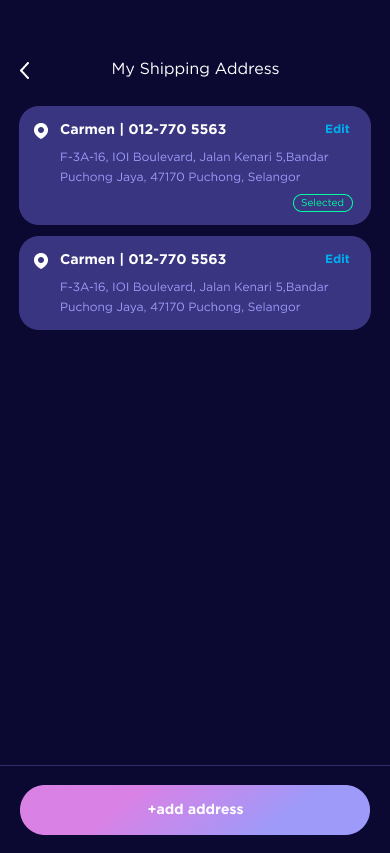 My Shipping Address
Carmen | 012-770 5563
Edit
F-3A-16, IOI Boulevard, Jalan Kenari 5,Bandar
Puchong Jaya, 47170 Puchong, Selangor
Selected
Carmen | 012-770 5563
Edit
F-3A-16, IOI Boulevard, Jalan Kenari 5,Bandar
Puchong Jaya, 47170 Puchong, Selangor
+add address